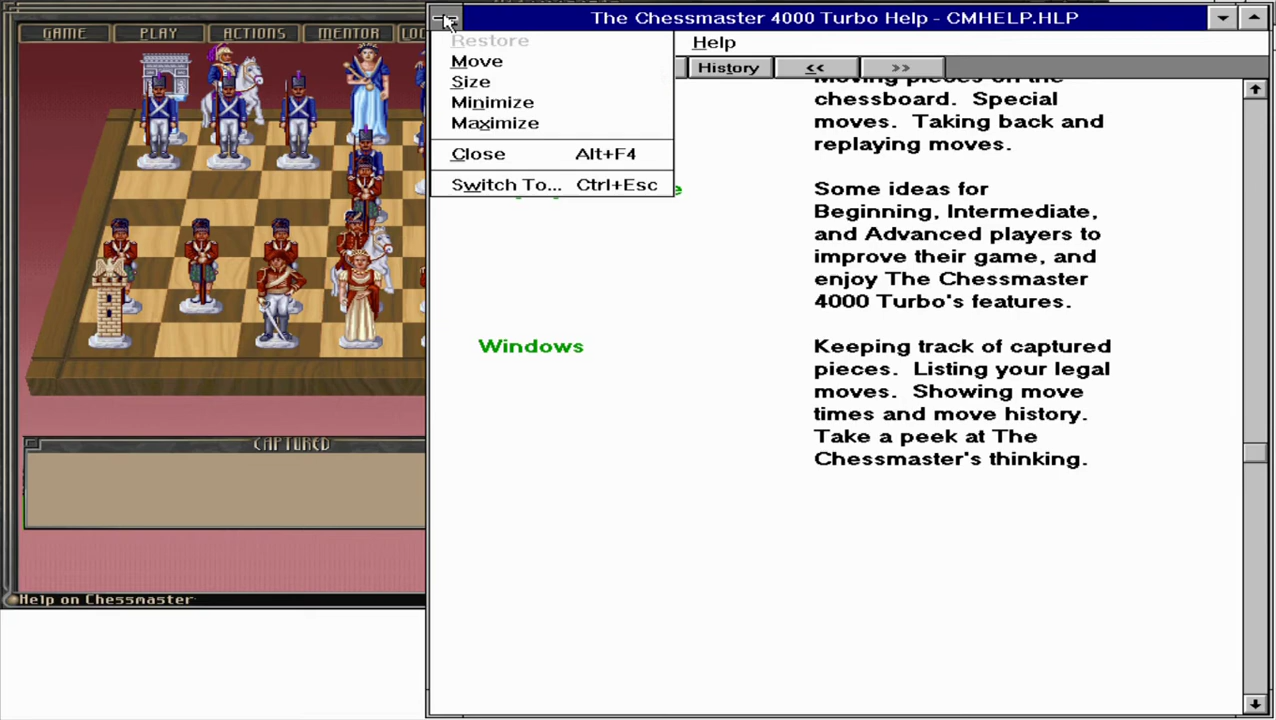 The Chessmaster 4000 Turbo Help - CMHELP.HLP
GAME PLAY ACTIONS MENTOR
Restore
Move
Size
Minimize
Maximize
Close Alt+F4
Switch To... Ctrl+Esc
Help
History << >>
Moving pieces on the
chessboard. Special
moves. Taking back and
replaying moves.
Some ideas for
Beginning, Intermediate,
and Advanced players to
improve their game, and
enjoy The Chessmaster
4000 Turbo's features.
Windows
Keeping track of captured
pieces. Listing your legal
moves. Showing move
times and move history.
Take a peek at The
Chessmaster's thinking.
CAPTURED
Help on Chessmaster